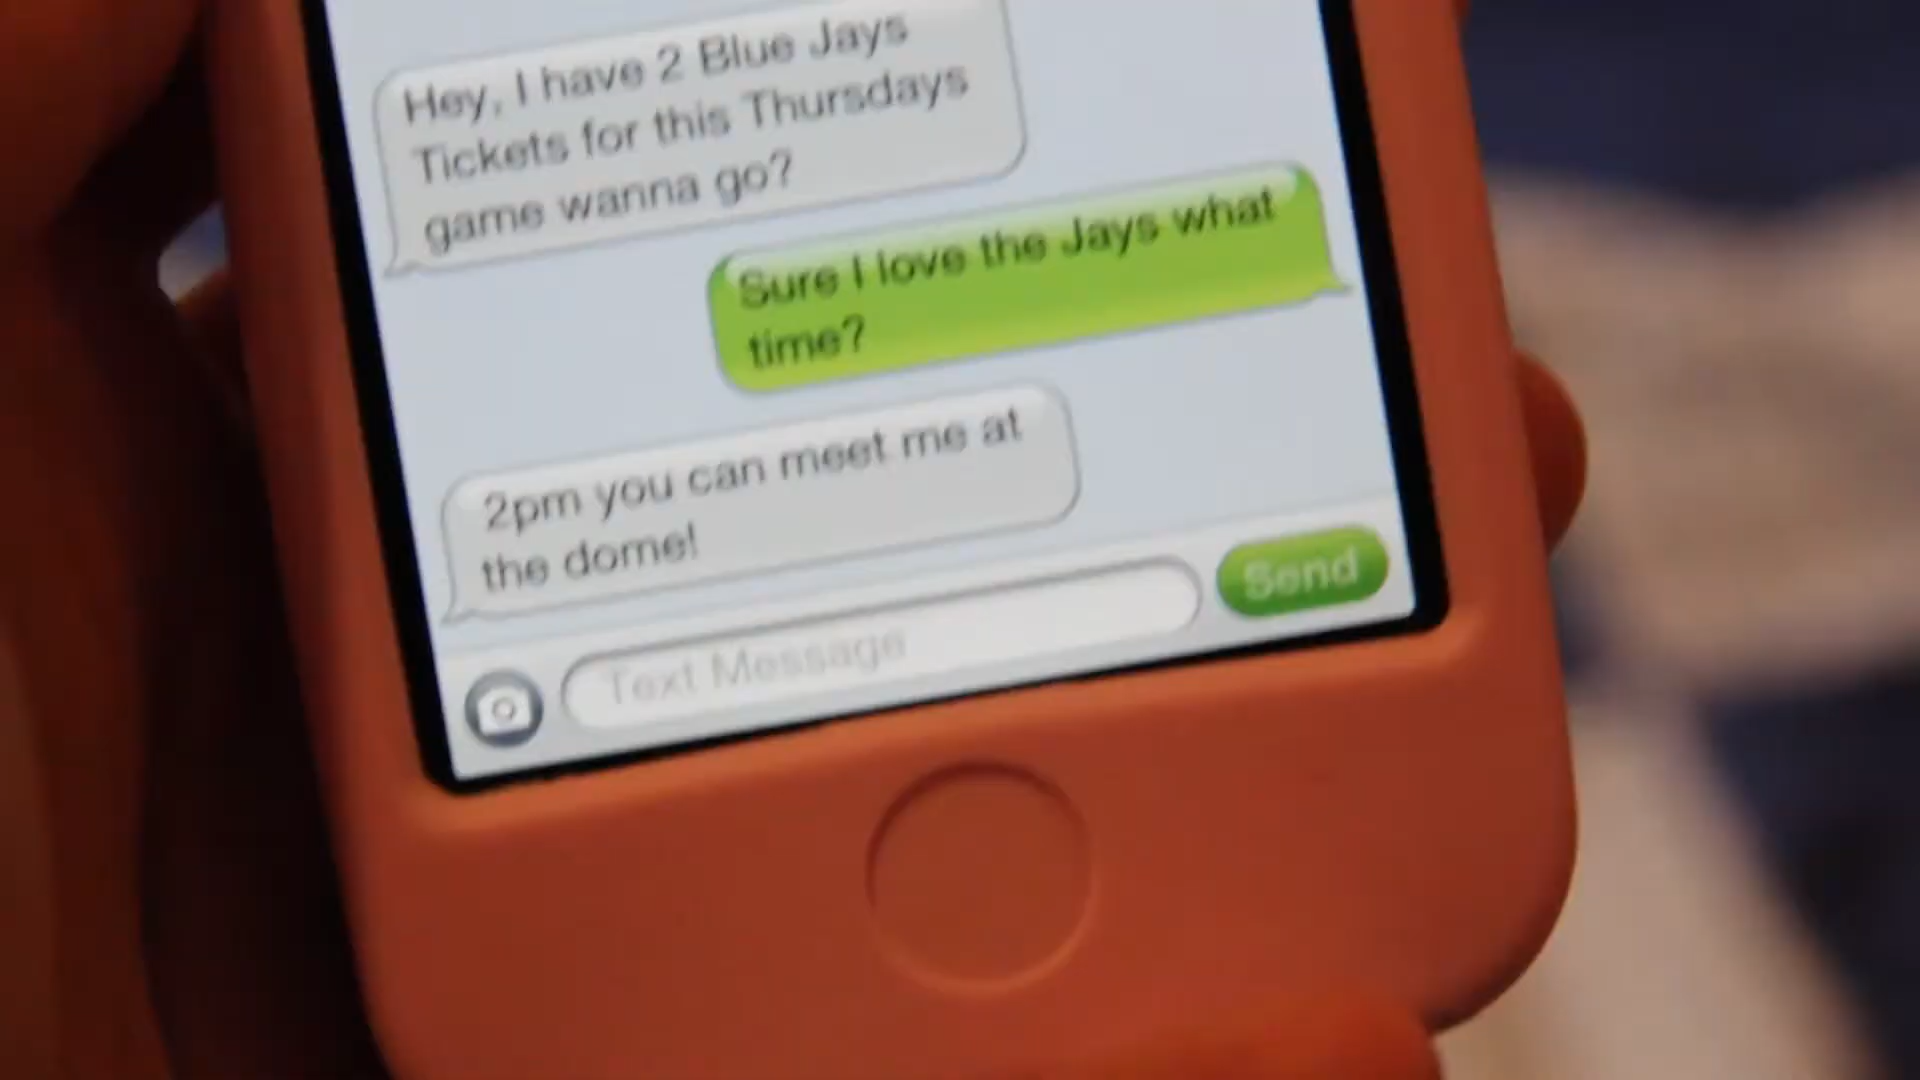 Hey, I have 2 Blue Jays
Tickets for this Thursdays
game wanna go?
Sure I love the Jays what
time?
2pm you can meet me at
the dome!
Text Message
Send